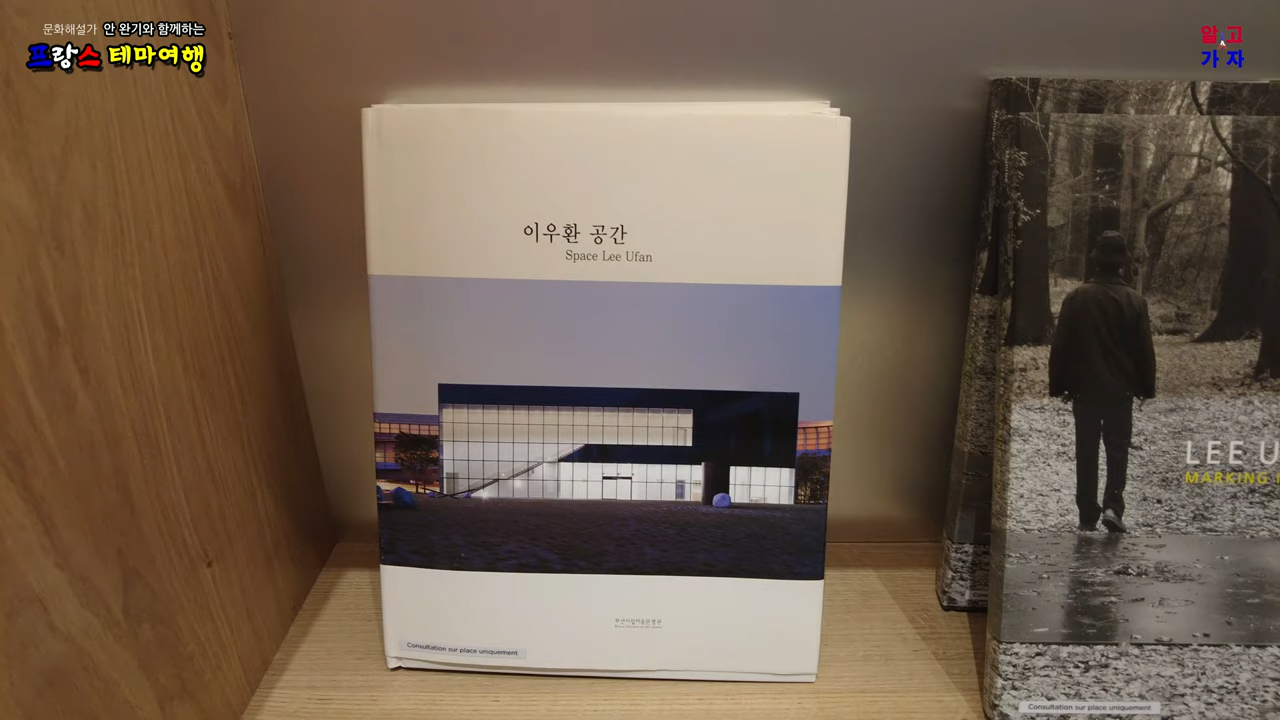 문화해설가 안 완기와 함께하는
프랑스 테마여행
알고
가자
이우환 공간
Space Lee Ufan
Consultation sur place uniquement
LEE U
MARKING
Consultation sur place uniquement